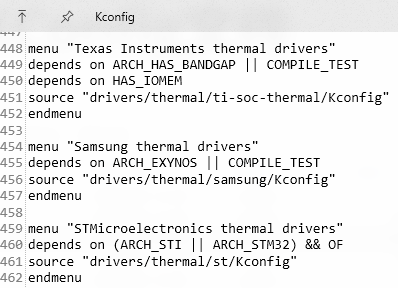 Kconfig
447
448 menu "Texas Instruments thermal drivers"
449 depends on ARCH_HAS_BANDGAP || COMPILE_TEST
450 depends on HAS_IOMEM
451 source "drivers/thermal/ti-soc-thermal/Kconfig"
452 endmenu
453
454 menu "Samsung thermal drivers"
455 depends on ARCH_EXYNOS || COMPILE_TEST
456 source "drivers/thermal/samsung/Kconfig"
457 endmenu
458
459 menu "STMicroelectronics thermal drivers"
460 depends on (ARCH_STI || ARCH_STM32) && OF
461 source "drivers/thermal/st/Kconfig"
462 endmenu